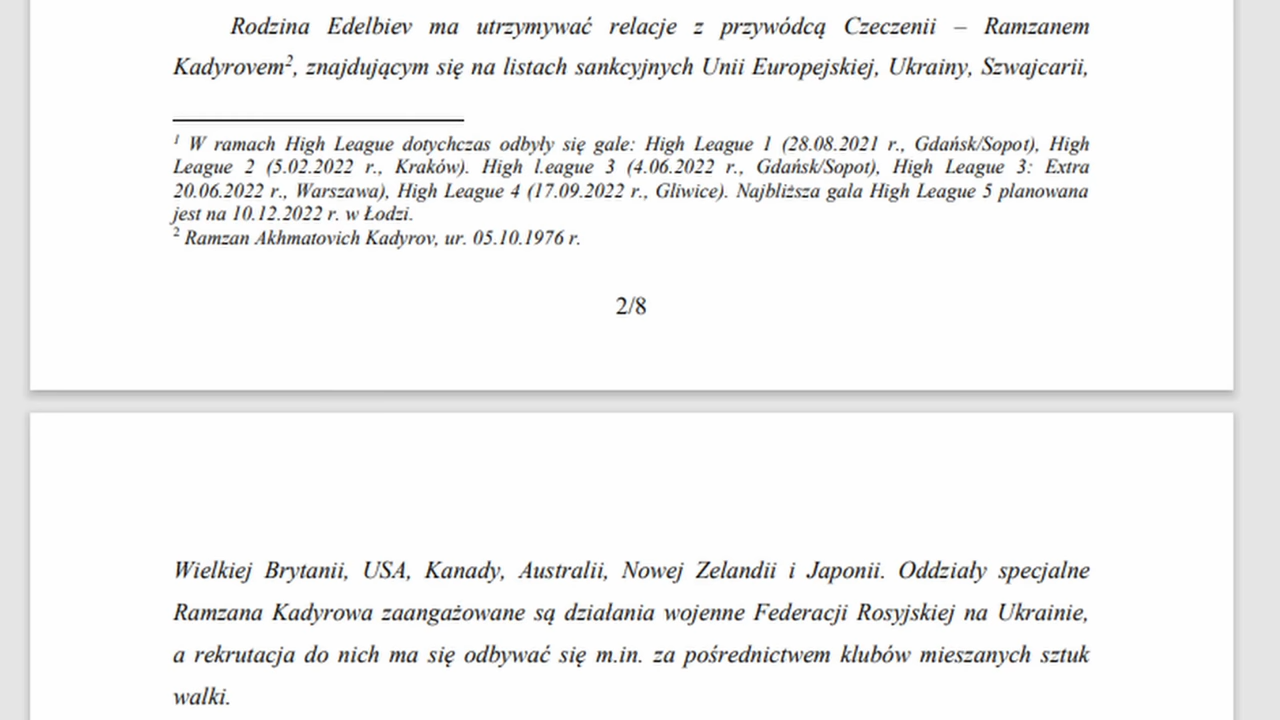 Rodzina Edelbiev ma utrzymywać relacje z przywódcą Czeczenii – Ramzanem
Kadyrovem², znajdującym się na listach sankcyjnych Unii Europejskiej, Ukrainy, Szwajcarii,
¹ W ramach High League dotychczas odbyły się gale: High League 1 (28.08.2021 r., Gdańsk/Sopot), High
League 2 (5.02.2022 r., Kraków). High l.eague 3 (4.06.2022 r., Gdańsk/Sopot), High League 3: Extra
20.06.2022 r., Warszawa), High League 4 (17.09.2022 r., Gliwice). Najbliższa gala High League 5 planowana
jest na 10.12.2022 r. w Łodzi.
² Ramzan Akhmatovich Kadyrov, ur. 05.10.1976 r.
2/8
Wielkiej Brytanii, USA, Kanady, Australii, Nowej Zelandii i Japonii. Oddziały specjalne
Ramzana Kadyrowa zaangażowane są działania wojenne Federacji Rosyjskiej na Ukrainie,
a rekrutacja do nich ma się odbywać się m.in. za pośrednictwem klubów mieszanych sztuk
walki.